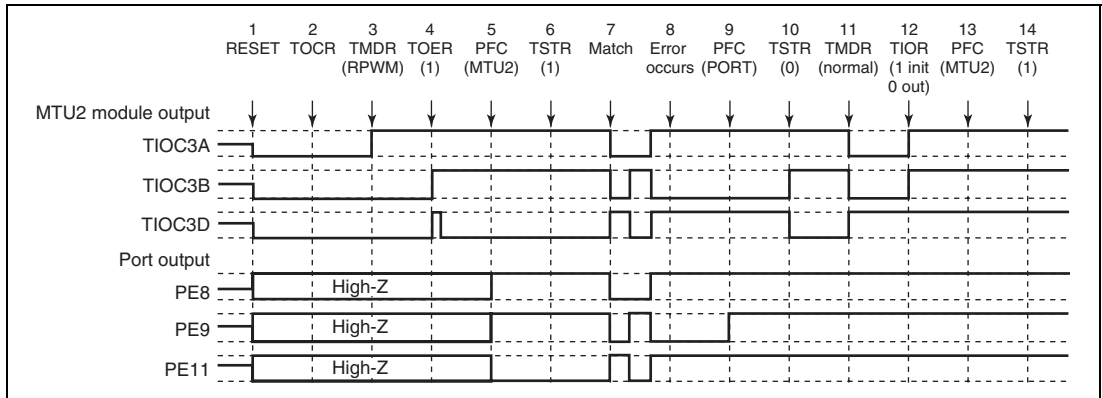 1 2 3 4 5 6 7 8 9 10 11 12 13 14
RESET TOCR TMDR TOER PFC TSTR Match Error PFC TSTR TMDR TIOR PFC TSTR
(RPWM) (1) (MTU2) (1) occurs (PORT) (0) (normal) (1 init (MTU2) (1)
0 out)
MTU2 module output
TIOC3A
TIOC3B
TIOC3D
Port output
PE8 High-Z
PE9 High-Z
PE11 High-Z